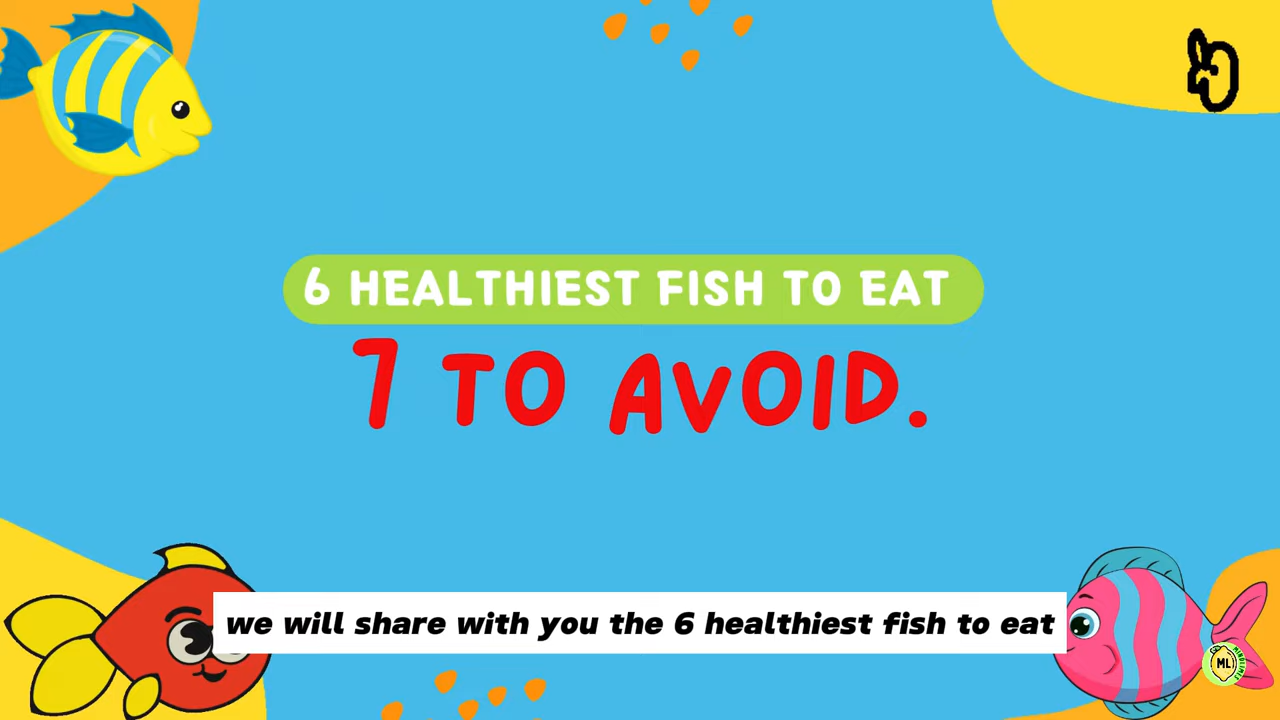 6 HEALTHIEST FISH TO EAT
7 TO AVOID.
we will share with you the 6 healthiest fish to eat
ML